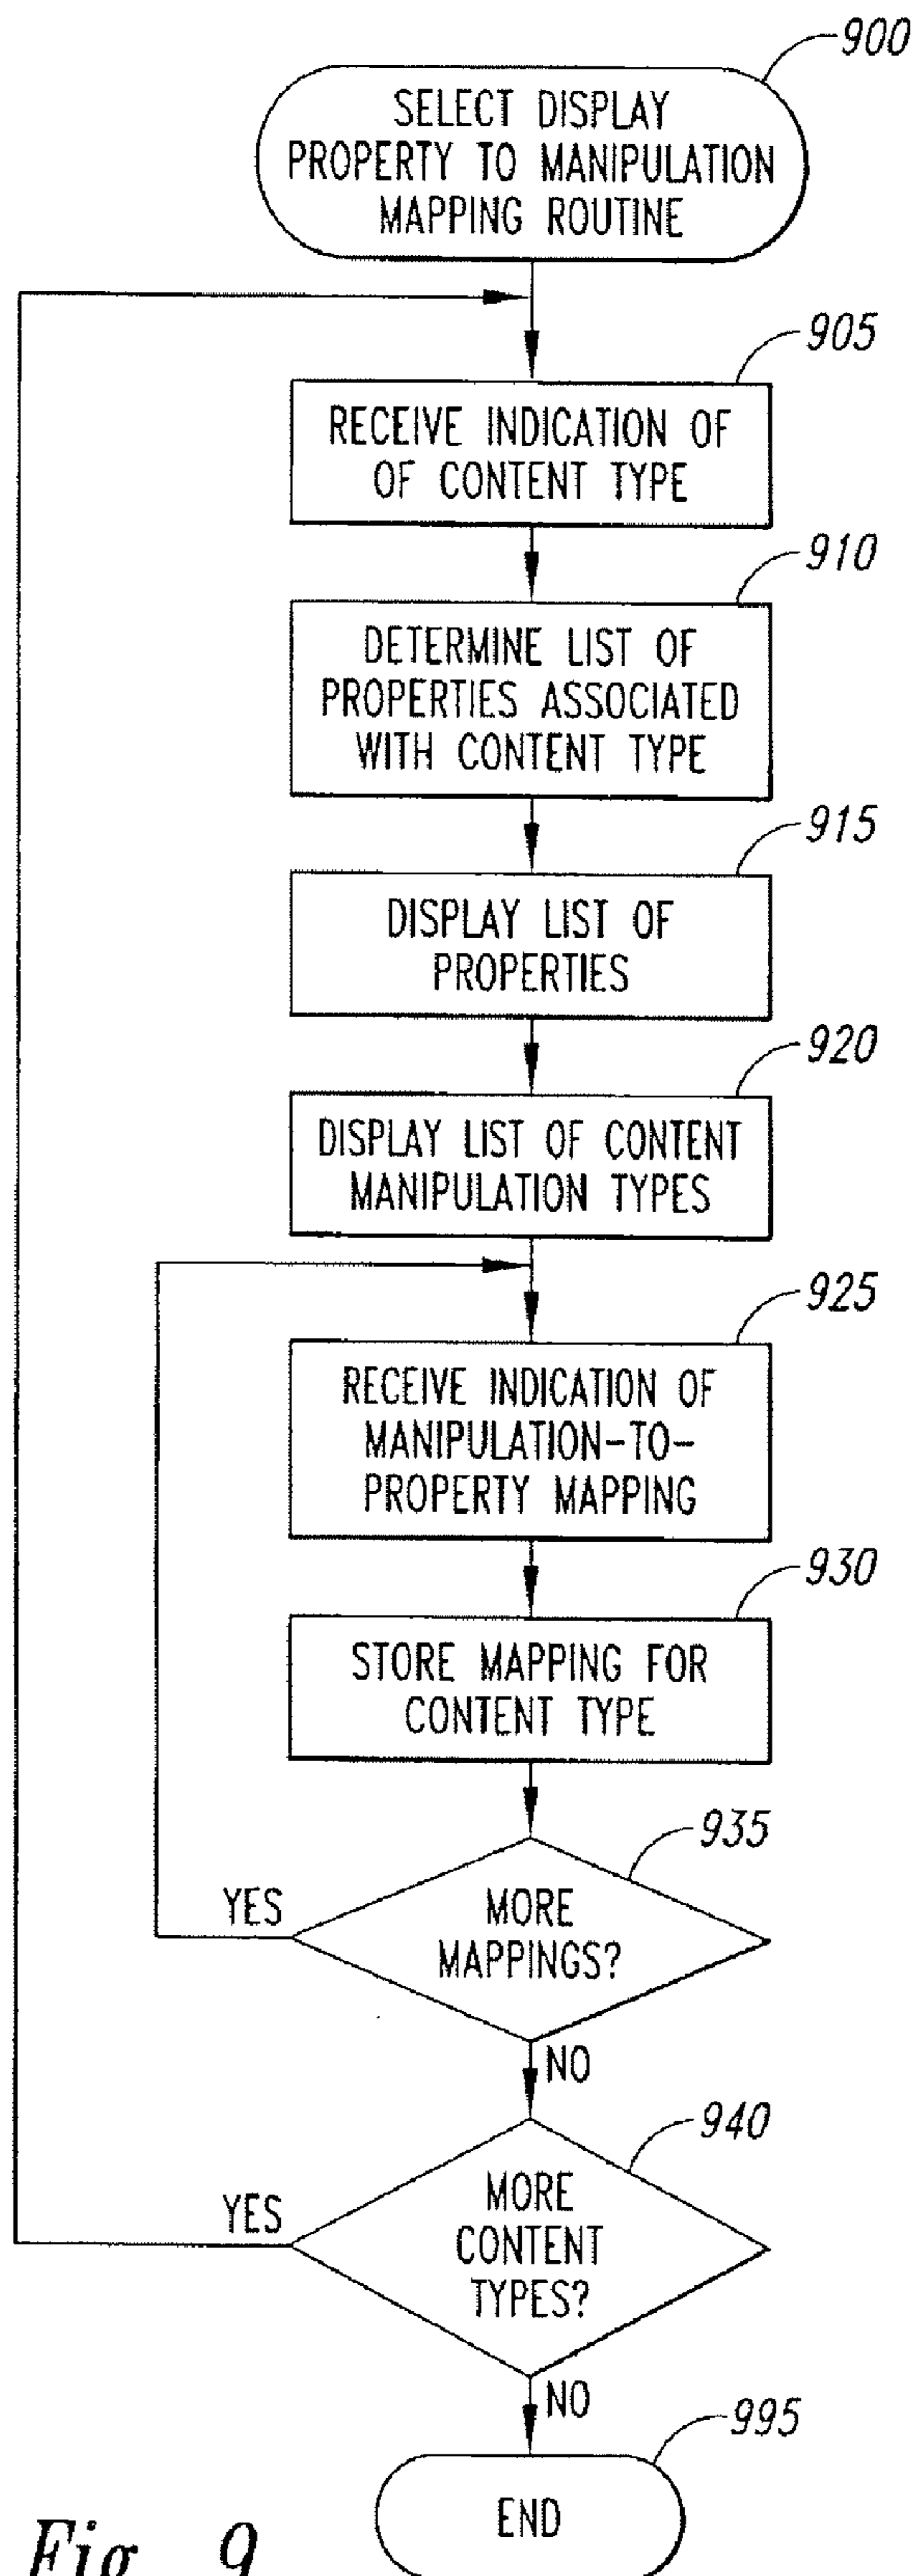 900
SELECT DISPLAY
PROPERTY TO MANIPULATION
MAPPING ROUTINE
905
RECEIVE INDICATION OF
OF CONTENT TYPE
910
DETERMINE LIST OF
PROPERTIES ASSOCIATED
WITH CONTENT TYPE
915
DISPLAY LIST OF
PROPERTIES
920
DISPLAY LIST OF CONTENT
MANIPULATION TYPES
925
RECEIVE INDICATION OF
MANIPULATION-TO-
PROPERTY MAPPING
930
STORE MAPPING FOR
CONTENT TYPE
935
YES
MORE
MAPPINGS?
NO
940
YES
MORE
CONTENT
TYPES?
NO
995
END
Fig. 9